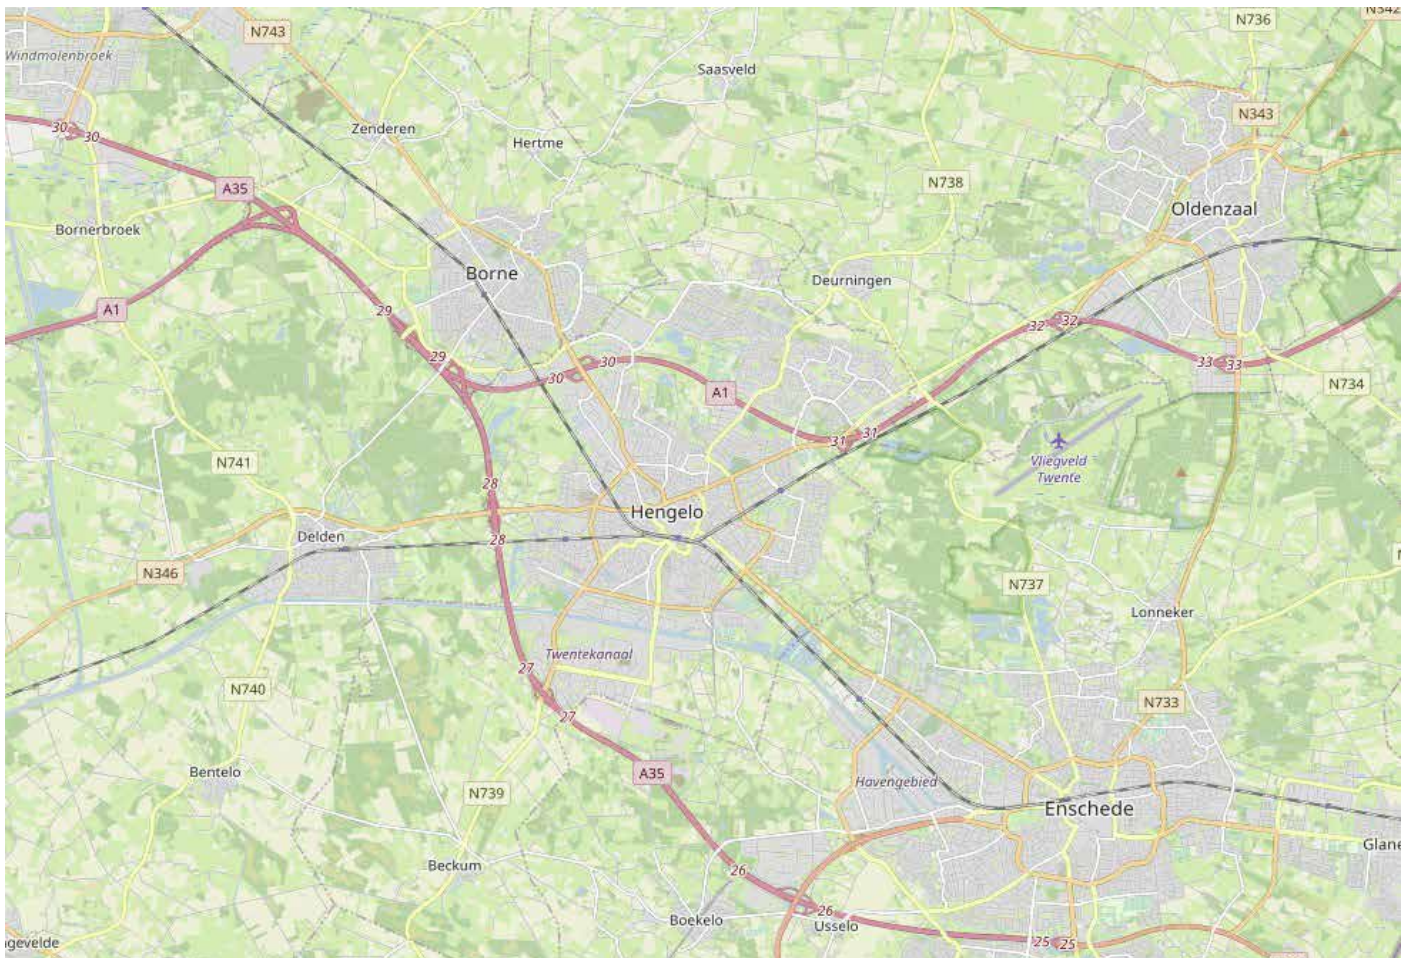 N342
N736
N743
Windmolenbroek
Saasveld
N343
30
30
Zenderen
Hertme
N738
A35
Oldenzaal
Bornerbroek
Borne
Deurningen
A1
29
32
32
29
30
30
33
33
N734
A1
31
31
Vliegveld
Twente
N741
28
Hengelo
Delden
28
N346
N737
Lonneker
Twentekanaal
27
N740
N733
27
Bentelo
A35
N739
Havengebied
Enschede
Glane
Beckum
26
26
Boekelo
Usselo
25
25
gevelde